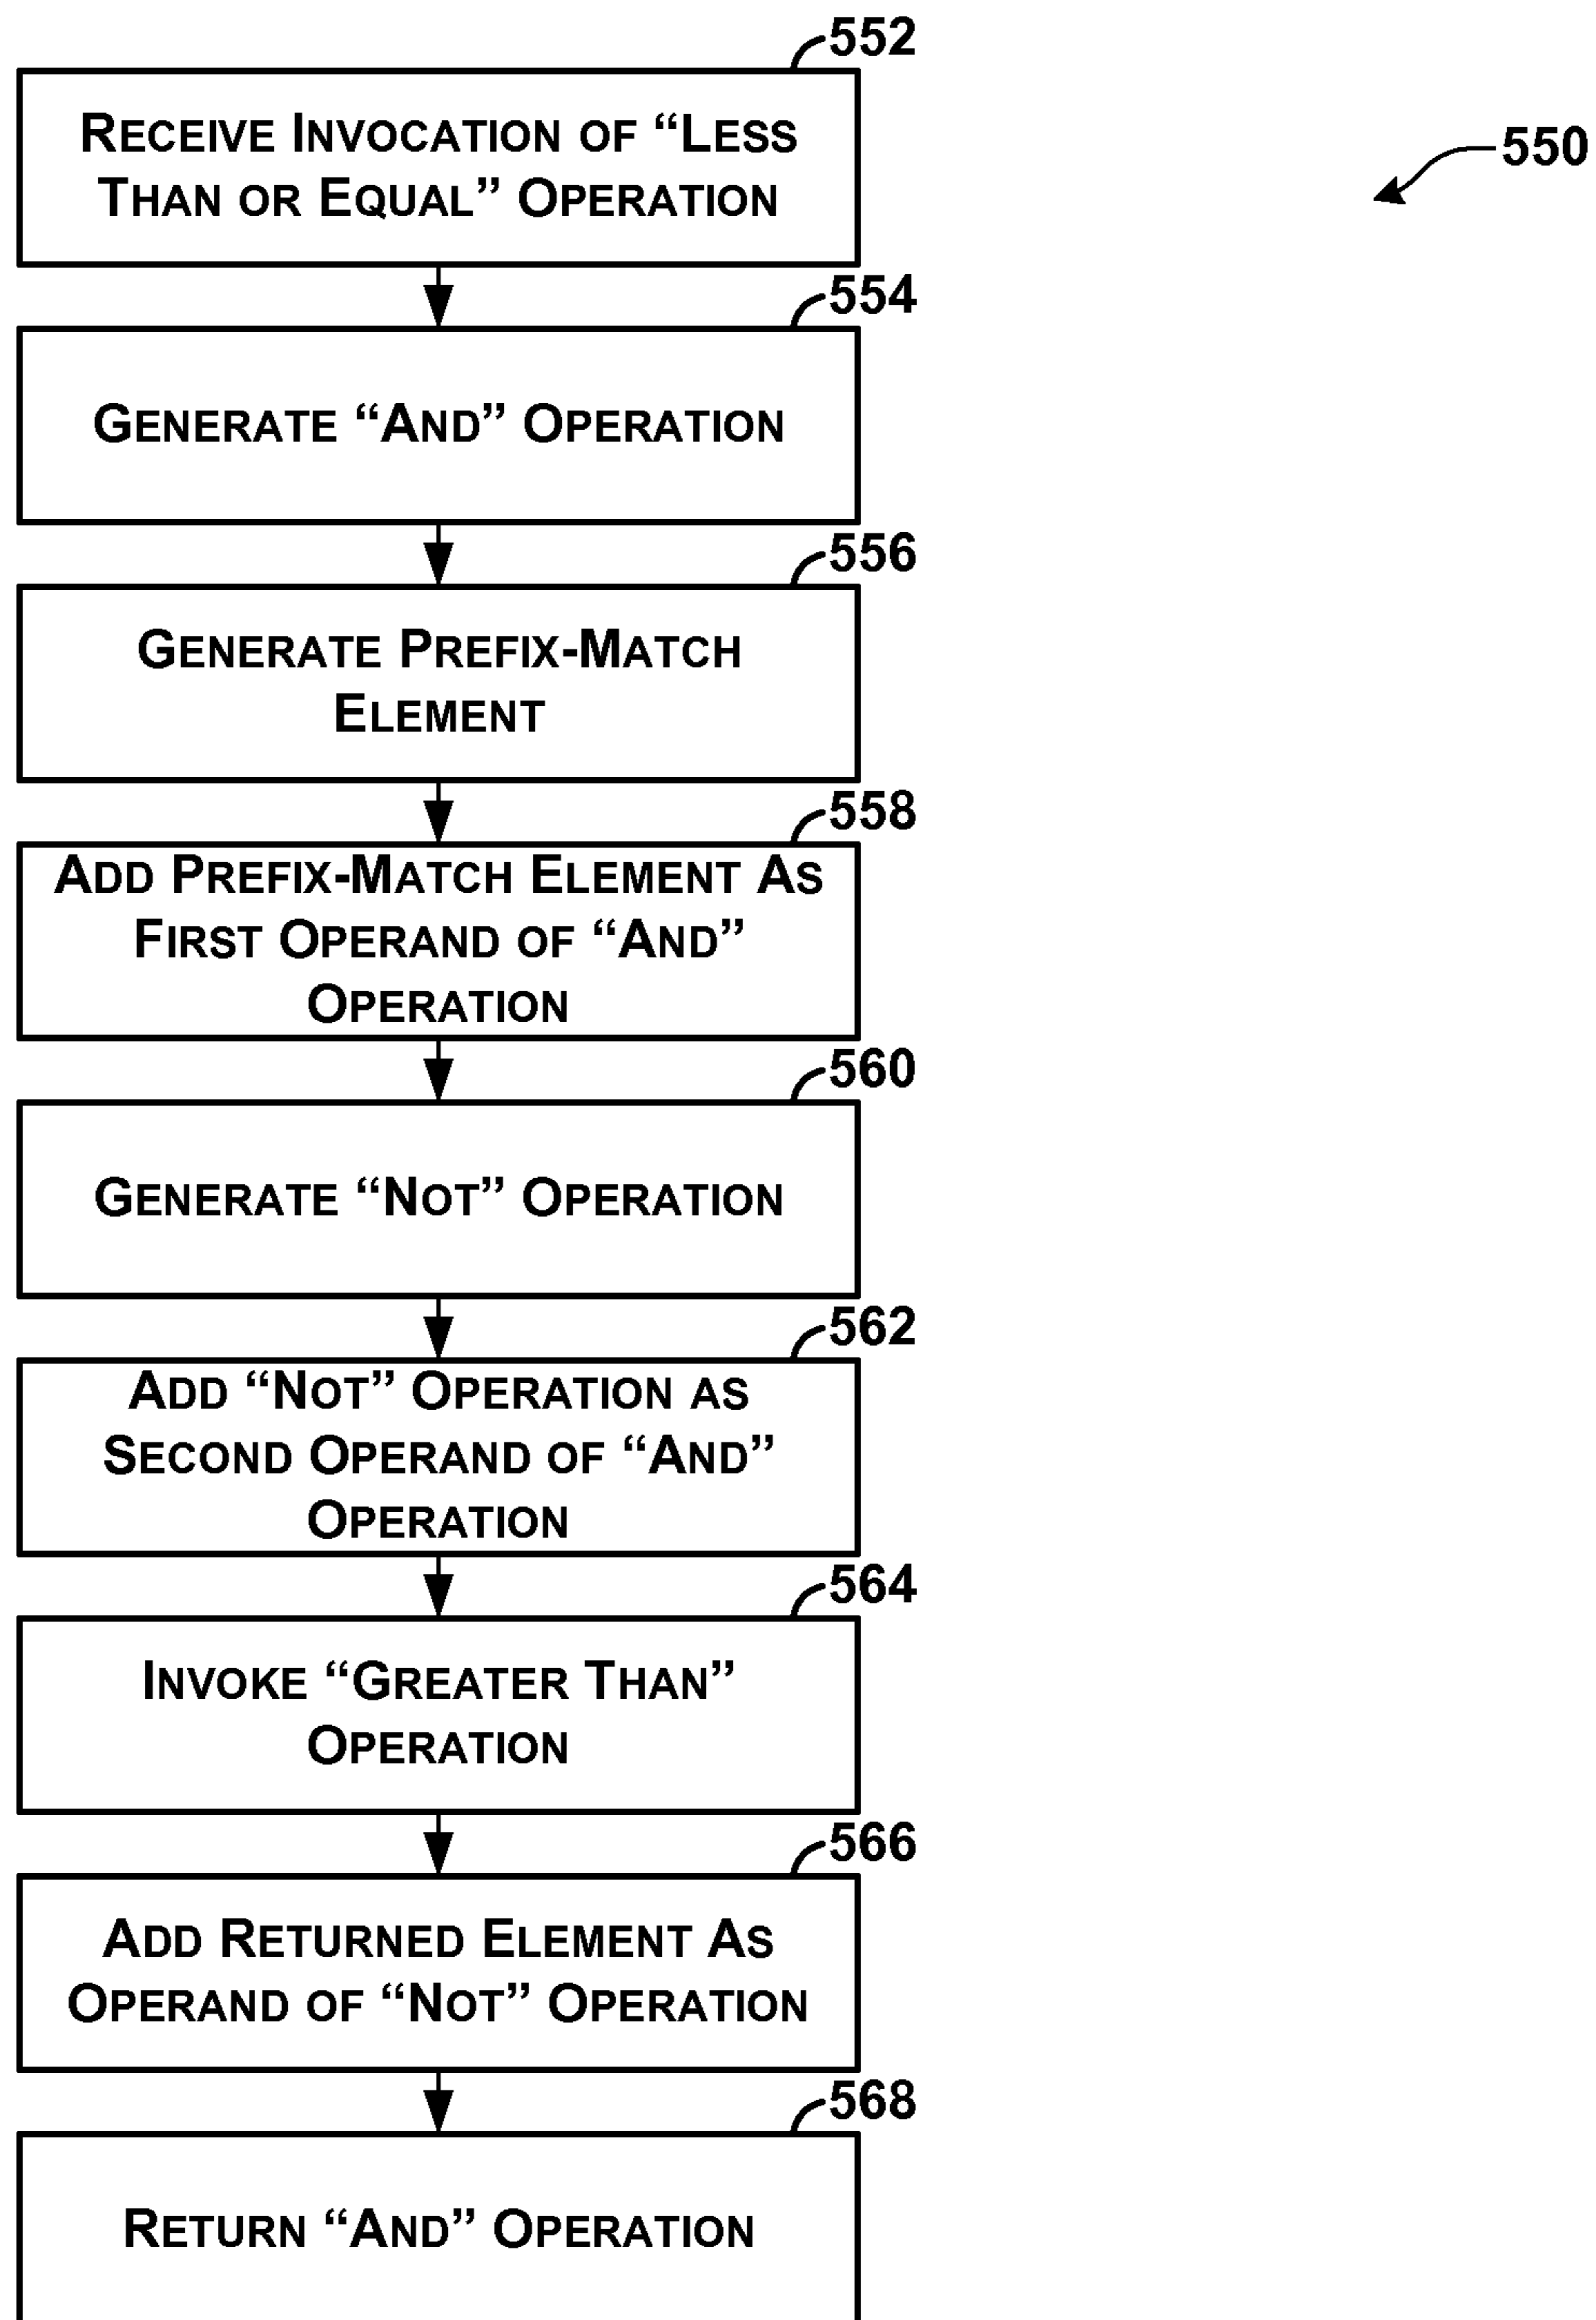 552
RECEIVE INVOCATION OF “LESS
THAN OR EQUAL” OPERATION
550
554
GENERATE “AND” OPERATION
556
GENERATE PREFIX-MATCH
ELEMENT
558
ADD PREFIX-MATCH ELEMENT AS
FIRST OPERAND OF “AND”
OPERATION
560
GENERATE “NOT” OPERATION
562
ADD “NOT” OPERATION AS
SECOND OPERAND OF “AND”
OPERATION
564
INVOKE “GREATER THAN”
OPERATION
566
ADD RETURNED ELEMENT AS
OPERAND OF “NOT” OPERATION
568
RETURN “AND” OPERATION